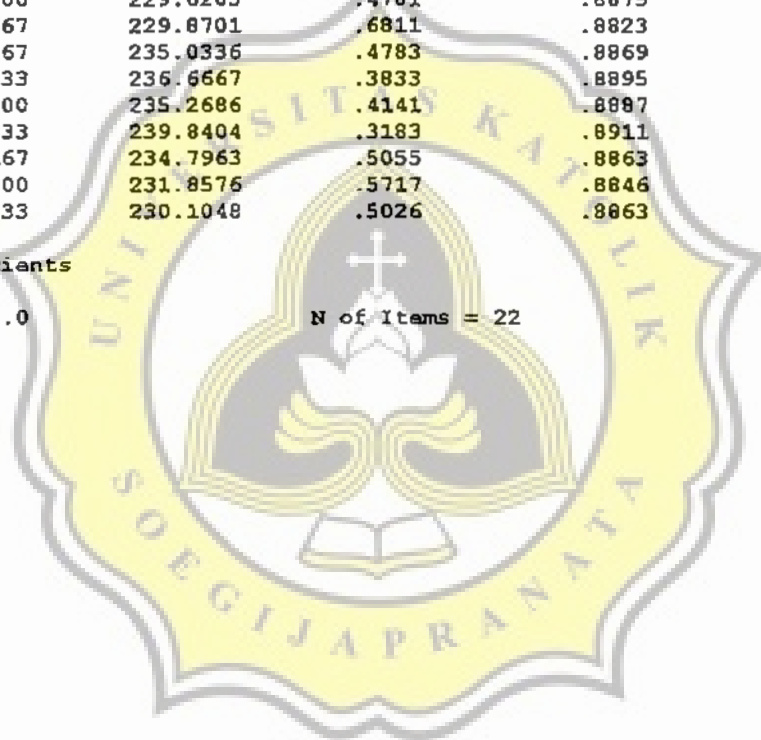 67 229.8701 .6811 .8823
67 235.0336 .4783 .8869
33 236.6667 .3833 .8895
00 235.2686 .4141 .8887
33 239.8404 .3183 .8911
67 234.7963 .5055 .8863
00 231.8576 .5717 .8846
33 230.1048 .5026 .8863
iants
.0 N of Items = 22
UNIVERSITAS KATOLIK
SOEGIJAPRANATA